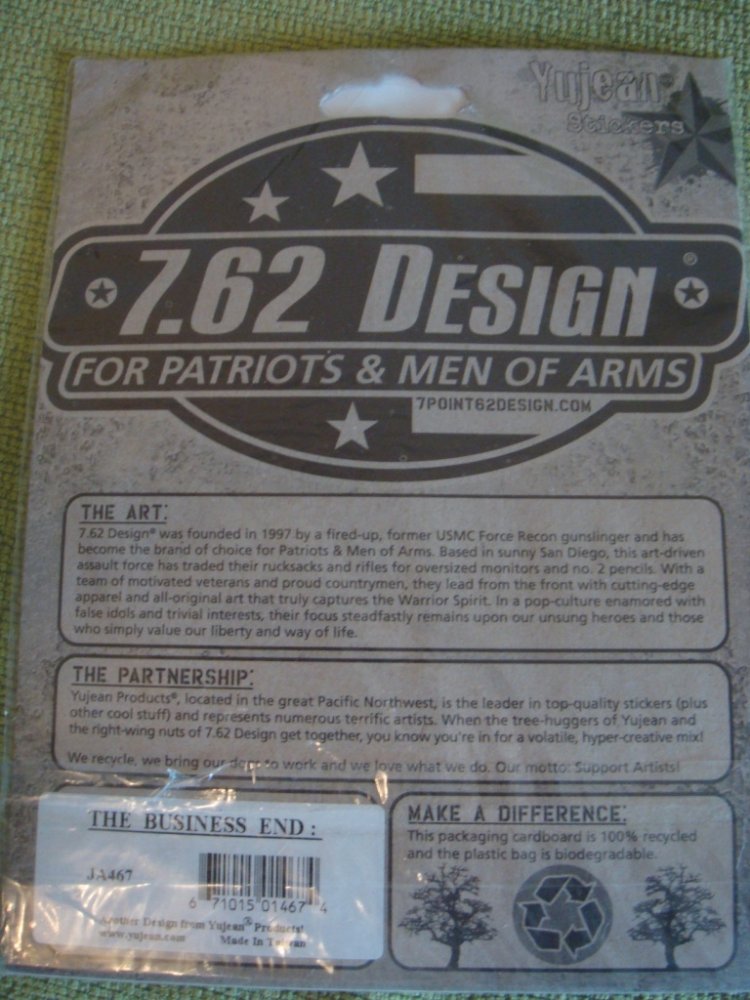 Yujean®
Stickers
7.62 DESIGN®
FOR PATRIOTS & MEN OF ARMS
7POINT62DESIGN.COM
THE ART:
7.62 Design® was founded in 1997 by a fired-up, former USMC Force Recon gunslinger and has
become the brand of choice for Patriots & Men of Arms. Based in sunny San Diego, this art-driven
assault force has traded their rucksacks and rifles for oversized monitors and no. 2 pencils. With a
team of motivated veterans and proud countrymen, they lead from the front with cutting-edge
apparel and all-original art that truly captures the Warrior Spirit. In a pop-culture enamored with
false idols and trivial interests, their focus steadfastly remains upon our unsung heroes and those
who simply value our liberty and way of life.
THE PARTNERSHIP:
Yujean Products®, located in the great Pacific Northwest, is the leader in top-quality stickers (plus
other cool stuff) and represents numerous terrific artists. When the tree-huggers of Yujean and
the right-wing nuts of 7.62 Design get together, you know you're in for a volatile, hyper-creative mix!
We recycle, we bring our dogs to work and we love what we do. Our motto: Support Artists!
THE BUSINESS END:
JA467
6 71015 01467 4
Another Design from Yujean® Products!
www.yujean.com Made In Taiwan
MAKE A DIFFERENCE:
This packaging cardboard is 100% recycled
and the plastic bag is biodegradable.